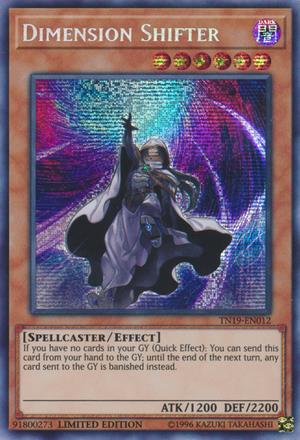 DIMENSION SHIFTER
DARK
闇
TN19-EN012
[SPELLCASTER/EFFECT]
If you have no cards in your GY (Quick Effect): You can send this
card from your hand to the GY; until the end of the next turn, any
card sent to the GY is banished instead.
ATK/1200 DEF/2200
91800273 LIMITED EDITION ©1996 KAZUKI TAKAHASHI